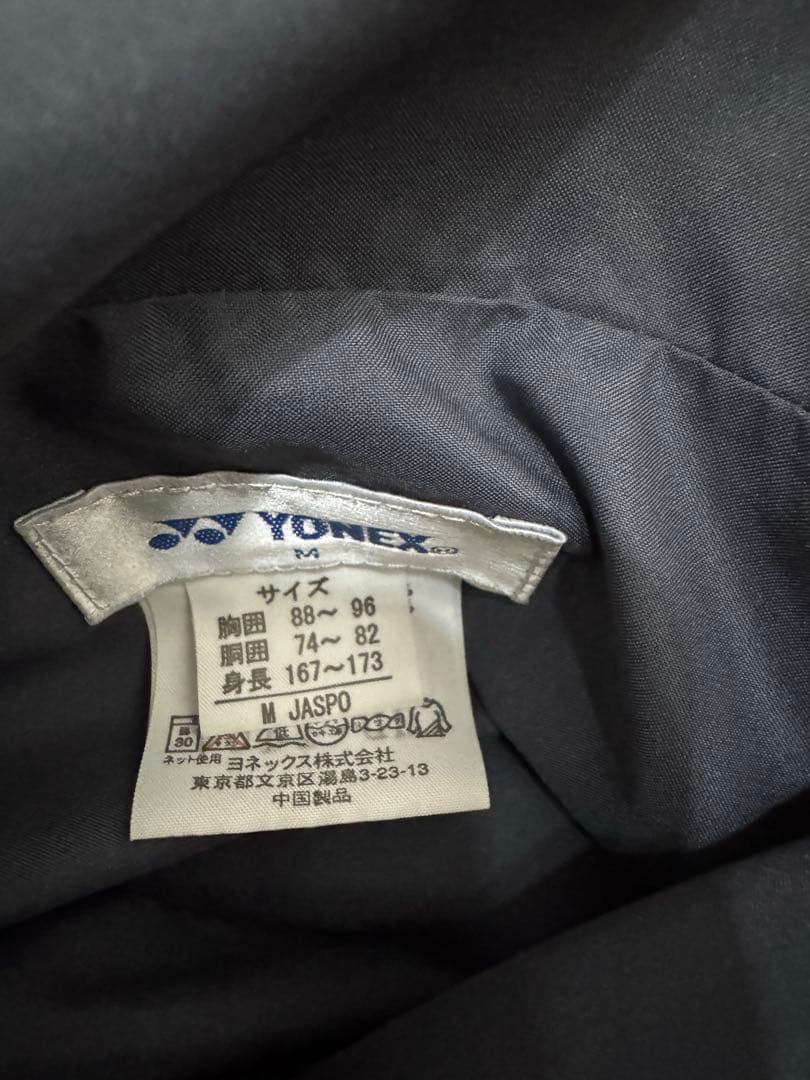 YONEX
M
サイズ
胸囲 88～ 96
胴囲 74～ 82
身長 167～173
M JASPO
30
低
ネット使用
ヨネックス株式会社
東京都文京区湯島3-23-13
中国製品